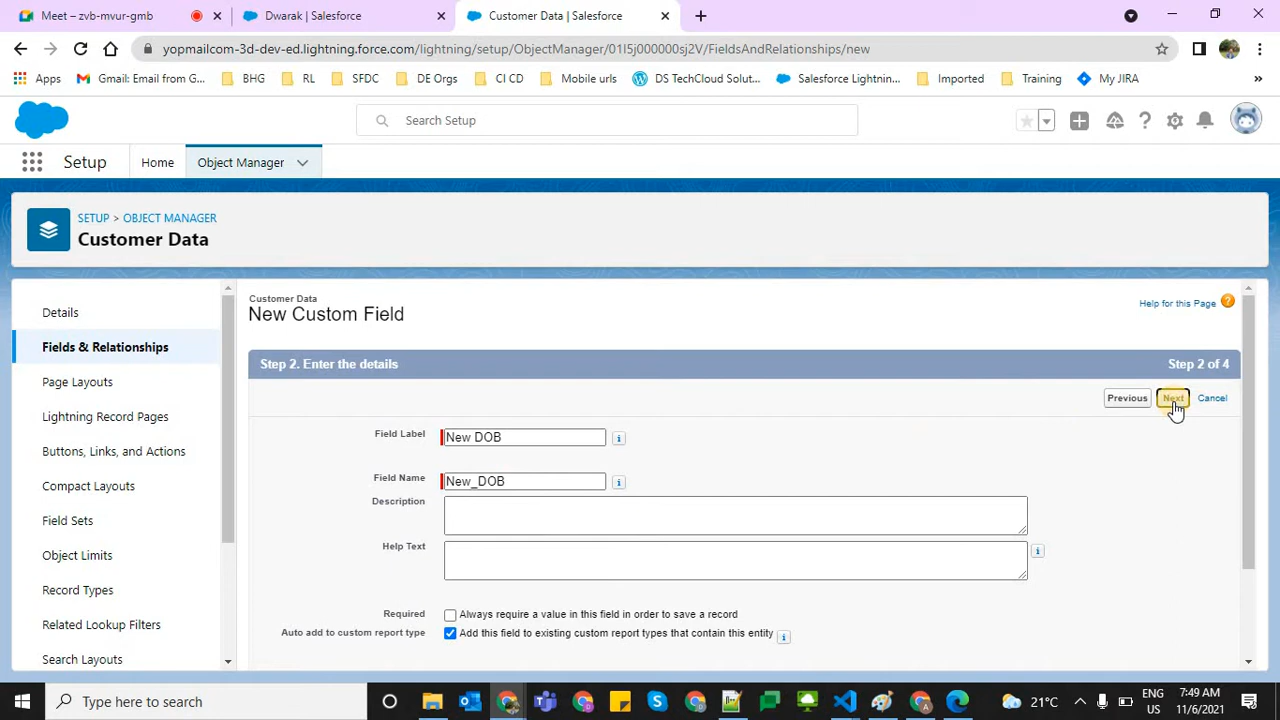 Meet – zvb-mvur-gmb
Dwarak | Salesforce
Customer Data | Salesforce
yopmailcom-3d-dev-ed.lightning.force.com/lightning/setup/ObjectManager/01I5j000000sj2V/FieldsAndRelationships/new
Apps
Gmail: Email from G...
BHG
RL
SFDC
DE Orgs
CI CD
Mobile urls
DS TechCloud Solut...
Salesforce Lightnin...
Imported
Training
My JIRA
»
Search Setup
Setup
Home
Object Manager
SETUP > OBJECT MANAGER
Customer Data
Details
Fields & Relationships
Page Layouts
Lightning Record Pages
Buttons, Links, and Actions
Compact Layouts
Field Sets
Object Limits
Record Types
Related Lookup Filters
Search Layouts
Customer Data
New Custom Field
Help for this Page
Step 2. Enter the details
Step 2 of 4
Previous
Next
Cancel
Field Label
New DOB
Field Name
New_DOB
Description
Help Text
Required
Always require a value in this field in order to save a record
Auto add to custom report type
Add this field to existing custom report types that contain this entity
Type here to search
21°C
ENG
US
7:49 AM
11/6/2021